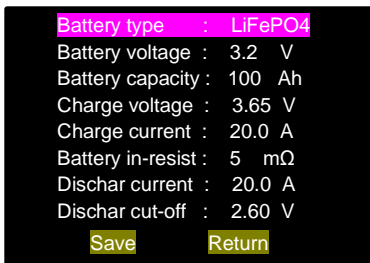 Battery type : LiFePO4
Battery voltage : 3.2 V
Battery capacity : 100 Ah
Charge voltage : 3.65 V
Charge current : 20.0 A
Battery in-resist : 5 mΩ
Dischar current : 20.0 A
Dischar cut-off : 2.60 V
Save Return